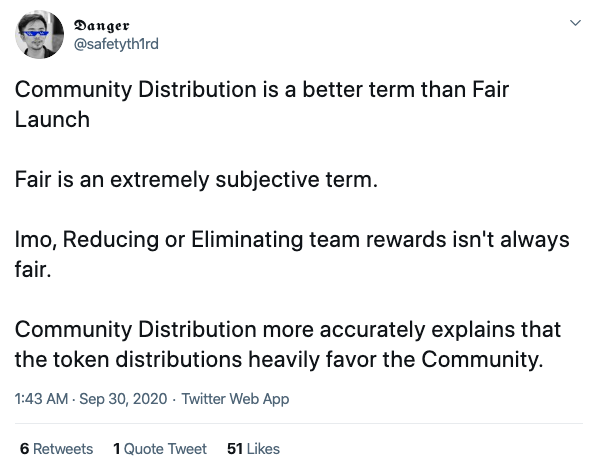 Danger
@safetyth1rd
Community Distribution is a better term than Fair
Launch
Fair is an extremely subjective term.
Imo, Reducing or Eliminating team rewards isn't always
fair.
Community Distribution more accurately explains that
the token distributions heavily favor the Community.
1:43 AM · Sep 30, 2020 · Twitter Web App
6 Retweets 1 Quote Tweet 51 Likes